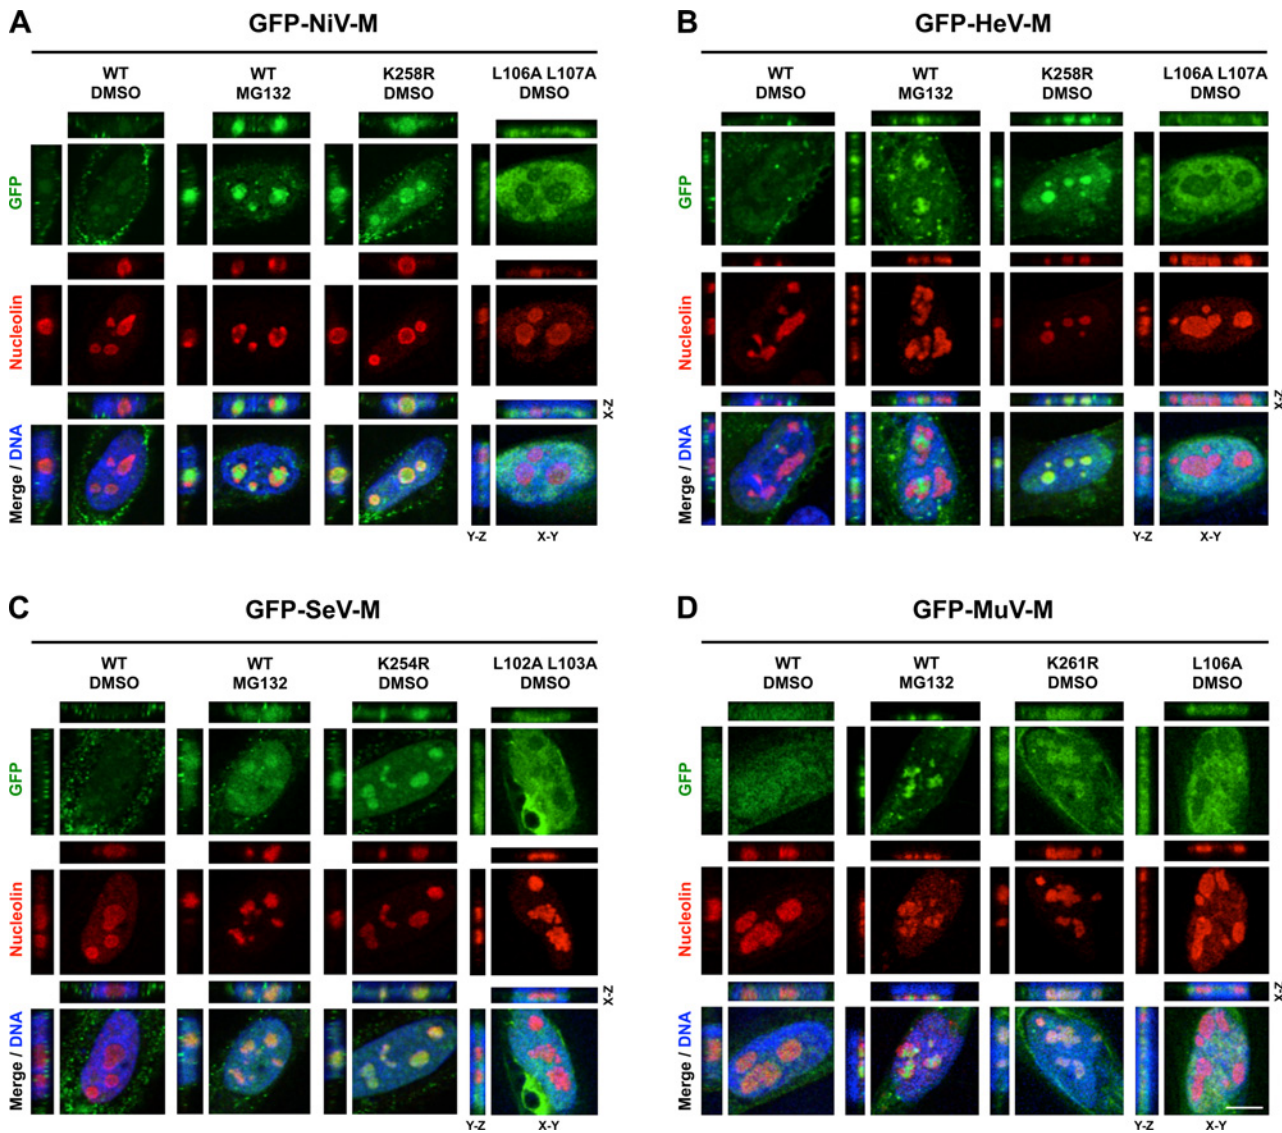 A
GFP-NiV-M
WT
DMSO
WT
MG132
K258R
DMSO
L106A L107A
DMSO
GFP
Nucleolin
Merge / DNA
X-Z
Y-Z
X-Y
B
GFP-HeV-M
WT
DMSO
WT
MG132
K258R
DMSO
L106A L107A
DMSO
GFP
Nucleolin
Merge / DNA
X-Z
Y-Z
X-Y
C
GFP-SeV-M
WT
DMSO
WT
MG132
K254R
DMSO
L102A L103A
DMSO
GFP
Nucleolin
Merge / DNA
X-Z
Y-Z
X-Y
D
GFP-MuV-M
WT
DMSO
WT
MG132
K261R
DMSO
L106A
DMSO
GFP
Nucleolin
Merge / DNA
X-Z
Y-Z
X-Y